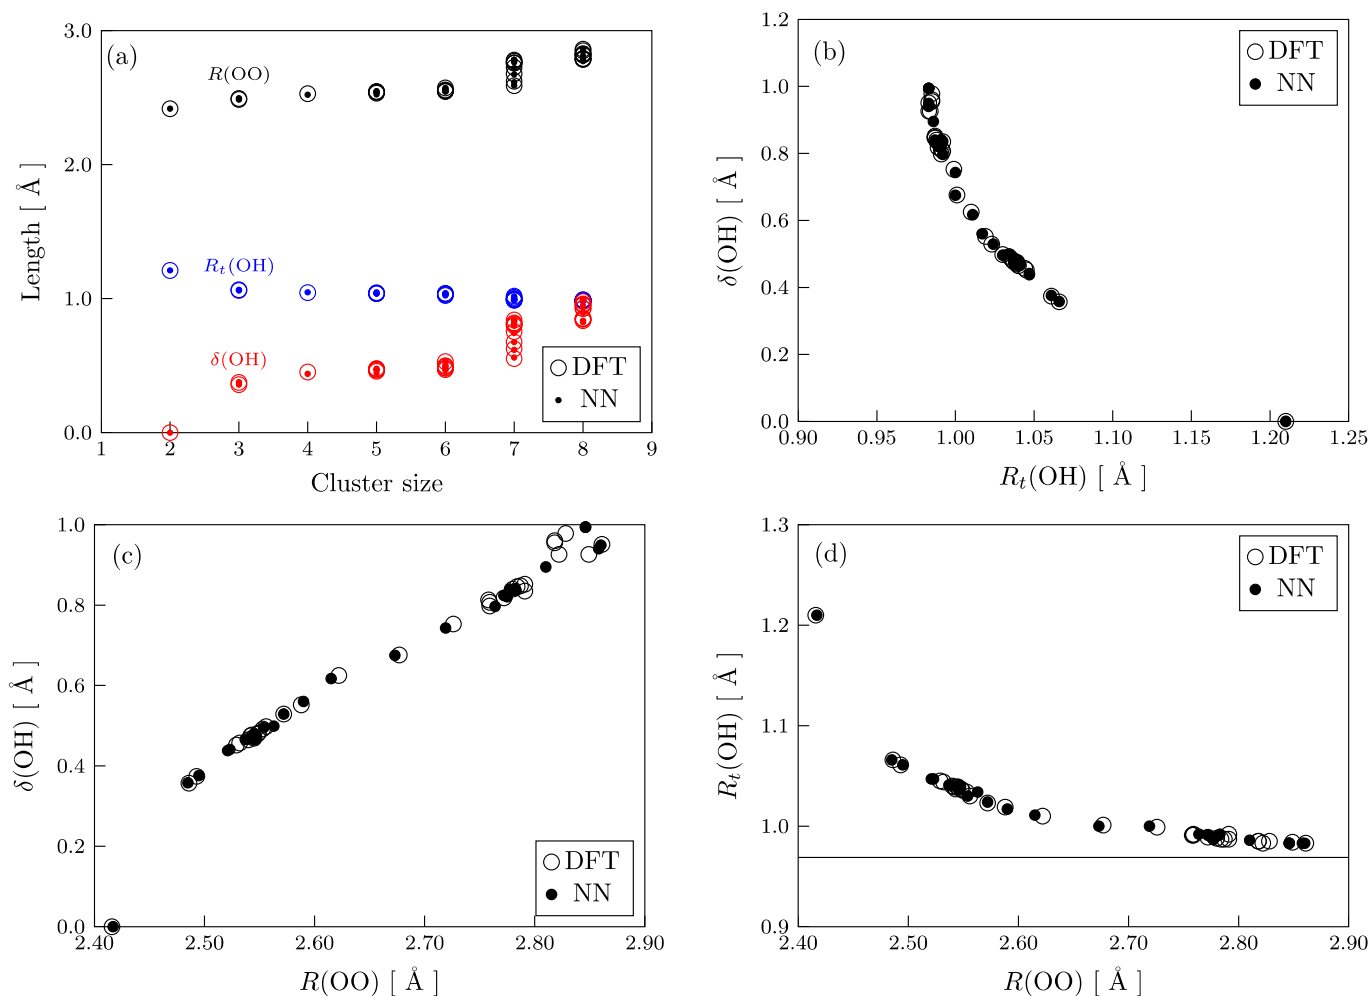 (a)
R(OO)
R_t(OH)
δ(OH)
DFT
NN
3.0
2.0
1.0
0.0
Length [ Å ]
1 2 3 4 5 6 7 8 9
Cluster size
(b)
DFT
NN
1.2
1.0
0.8
0.6
0.4
0.2
0.0
δ(OH) [ Å ]
0.90 0.95 1.00 1.05 1.10 1.15 1.20 1.25
R_t(OH) [ Å ]
(c)
DFT
NN
1.0
0.8
0.6
0.4
0.2
0.0
δ(OH) [ Å ]
2.40 2.50 2.60 2.70 2.80 2.90
R(OO) [ Å ]
(d)
DFT
NN
1.3
1.2
1.1
1.0
0.9
R_t(OH) [ Å ]
2.40 2.50 2.60 2.70 2.80 2.90
R(OO) [ Å ]